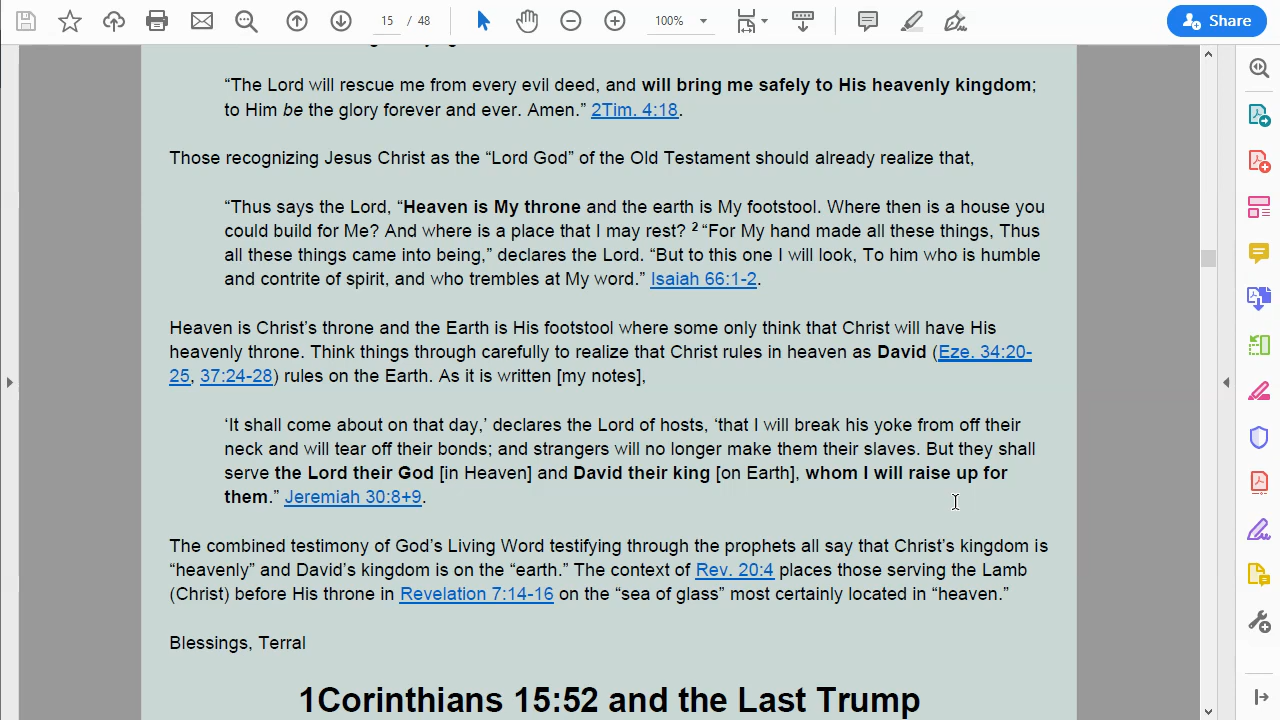 15 / 48
100%
Share
“The Lord will rescue me from every evil deed, and will bring me safely to His heavenly kingdom;
to Him be the glory forever and ever. Amen.” 2Tim. 4:18.
Those recognizing Jesus Christ as the “Lord God” of the Old Testament should already realize that,
“Thus says the Lord, “Heaven is My throne and the earth is My footstool. Where then is a house you
could build for Me? And where is a place that I may rest? 2 “For My hand made all these things, Thus
all these things came into being,” declares the Lord. “But to this one I will look, To him who is humble
and contrite of spirit, and who trembles at My word.” Isaiah 66:1-2.
Heaven is Christ’s throne and the Earth is His footstool where some only think that Christ will have His
heavenly throne. Think things through carefully to realize that Christ rules in heaven as David (Eze. 34:20-
25, 37:24-28) rules on the Earth. As it is written [my notes],
‘It shall come about on that day,’ declares the Lord of hosts, ‘that I will break his yoke from off their
neck and will tear off their bonds; and strangers will no longer make them their slaves. But they shall
serve the Lord their God [in Heaven] and David their king [on Earth], whom I will raise up for
them.” Jeremiah 30:8+9.
The combined testimony of God’s Living Word testifying through the prophets all say that Christ’s kingdom is
“heavenly” and David’s kingdom is on the “earth.” The context of Rev. 20:4 places those serving the Lamb
(Christ) before His throne in Revelation 7:14-16 on the “sea of glass” most certainly located in “heaven.”
Blessings, Terral
1Corinthians 15:52 and the Last Trump